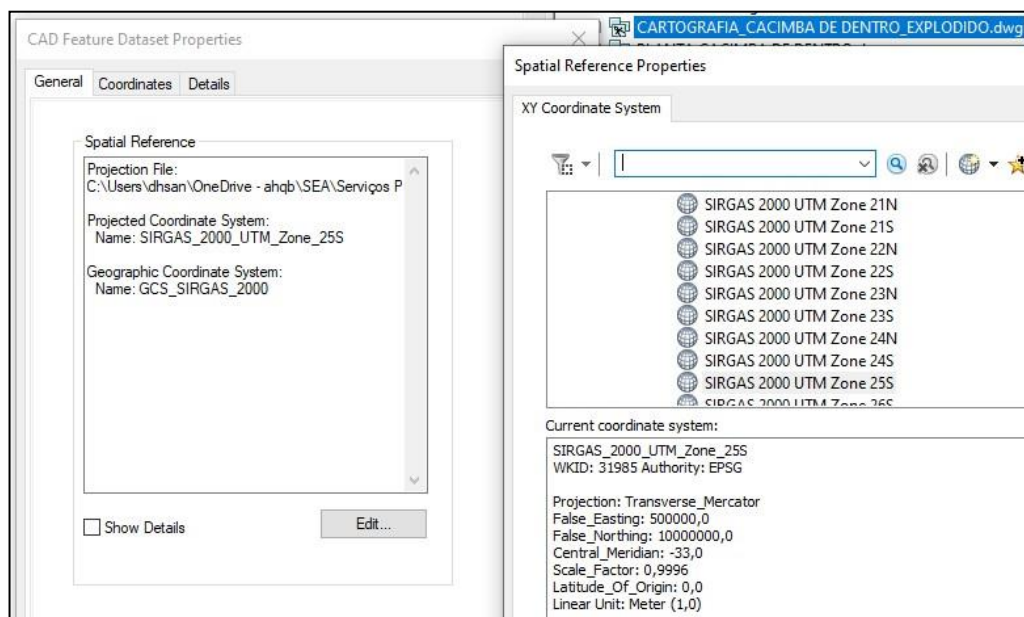 CAD Feature Dataset Properties
General Coordinates Details
Spatial Reference
Projection File:
C:\Users\dhsan\OneDrive - ahqb\SEA\Serviços P
Projected Coordinate System:
Name: SIRGAS_2000_UTM_Zone_25S
Geographic Coordinate System:
Name: GCS_SIRGAS_2000
Show Details
Edit...
CARTOGRAFIA_CACIMBA DE DENTRO_EXPLODIDO.dwg
Spatial Reference Properties
XY Coordinate System
SIRGAS 2000 UTM Zone 21N
SIRGAS 2000 UTM Zone 21S
SIRGAS 2000 UTM Zone 22N
SIRGAS 2000 UTM Zone 22S
SIRGAS 2000 UTM Zone 23N
SIRGAS 2000 UTM Zone 23S
SIRGAS 2000 UTM Zone 24N
SIRGAS 2000 UTM Zone 24S
SIRGAS 2000 UTM Zone 25S
SIRGAS 2000 UTM Zone 26S
Current coordinate system:
SIRGAS_2000_UTM_Zone_25S
WKID: 31985 Authority: EPSG
Projection: Transverse_Mercator
False_Easting: 500000,0
False_Northing: 10000000,0
Central_Meridian: -33,0
Scale_Factor: 0,9996
Latitude_Of_Origin: 0,0
Linear Unit: Meter (1,0)